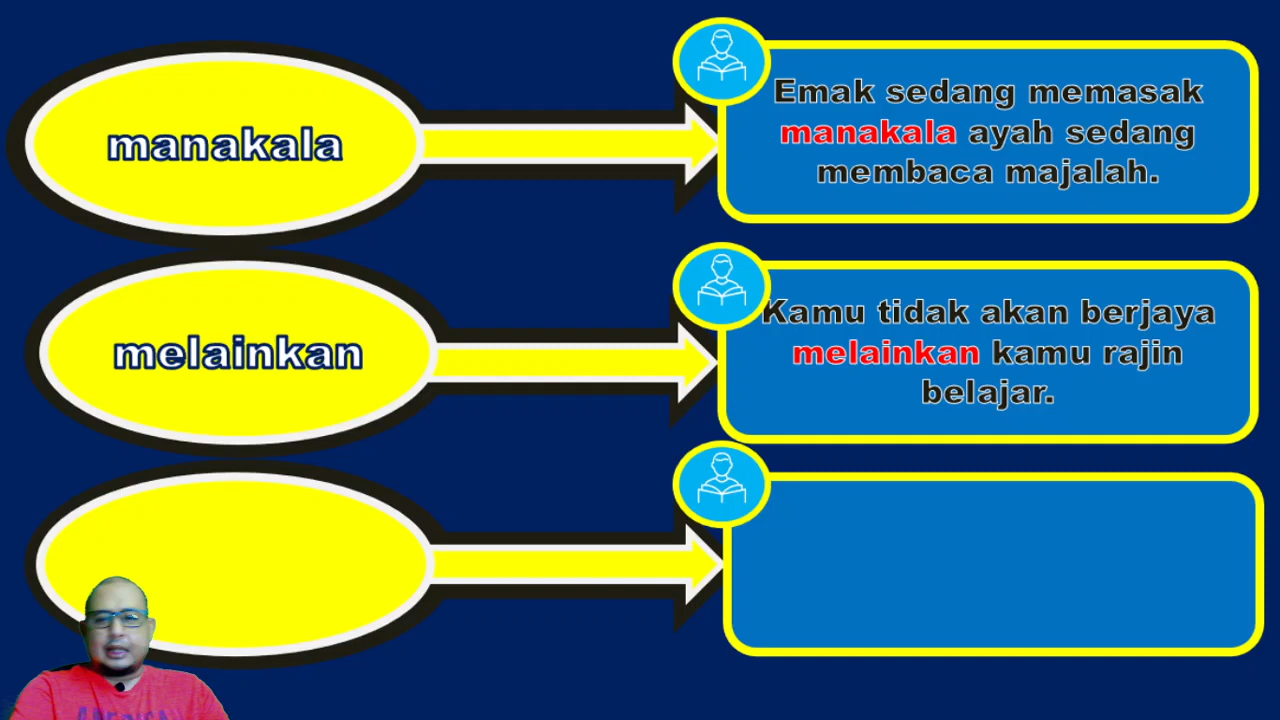 manakala
Emak sedang memasak
manakala ayah sedang
membaca majalah.
melainkan
Kamu tidak akan berjaya
melainkan kamu rajin
belajar.